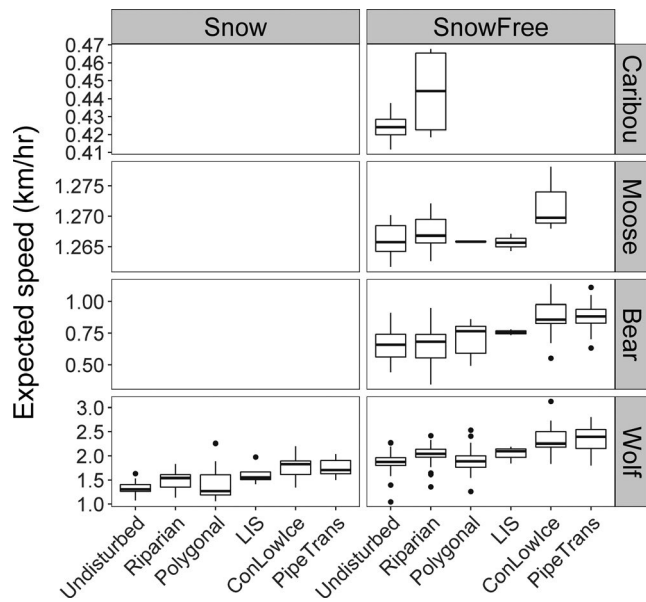 Snow SnowFree
Expected speed (km/hr)
0.47
0.46
0.45
0.44
0.43
0.42
0.41
Caribou
1.275
1.270
1.265
Moose
1.00
0.75
0.50
Bear
3.0
2.5
2.0
1.5
1.0
Wolf
Undisturbed Riparian Polygonal LIS ConLowIce PipeTrans Undisturbed Riparian Polygonal LIS ConLowIce PipeTrans